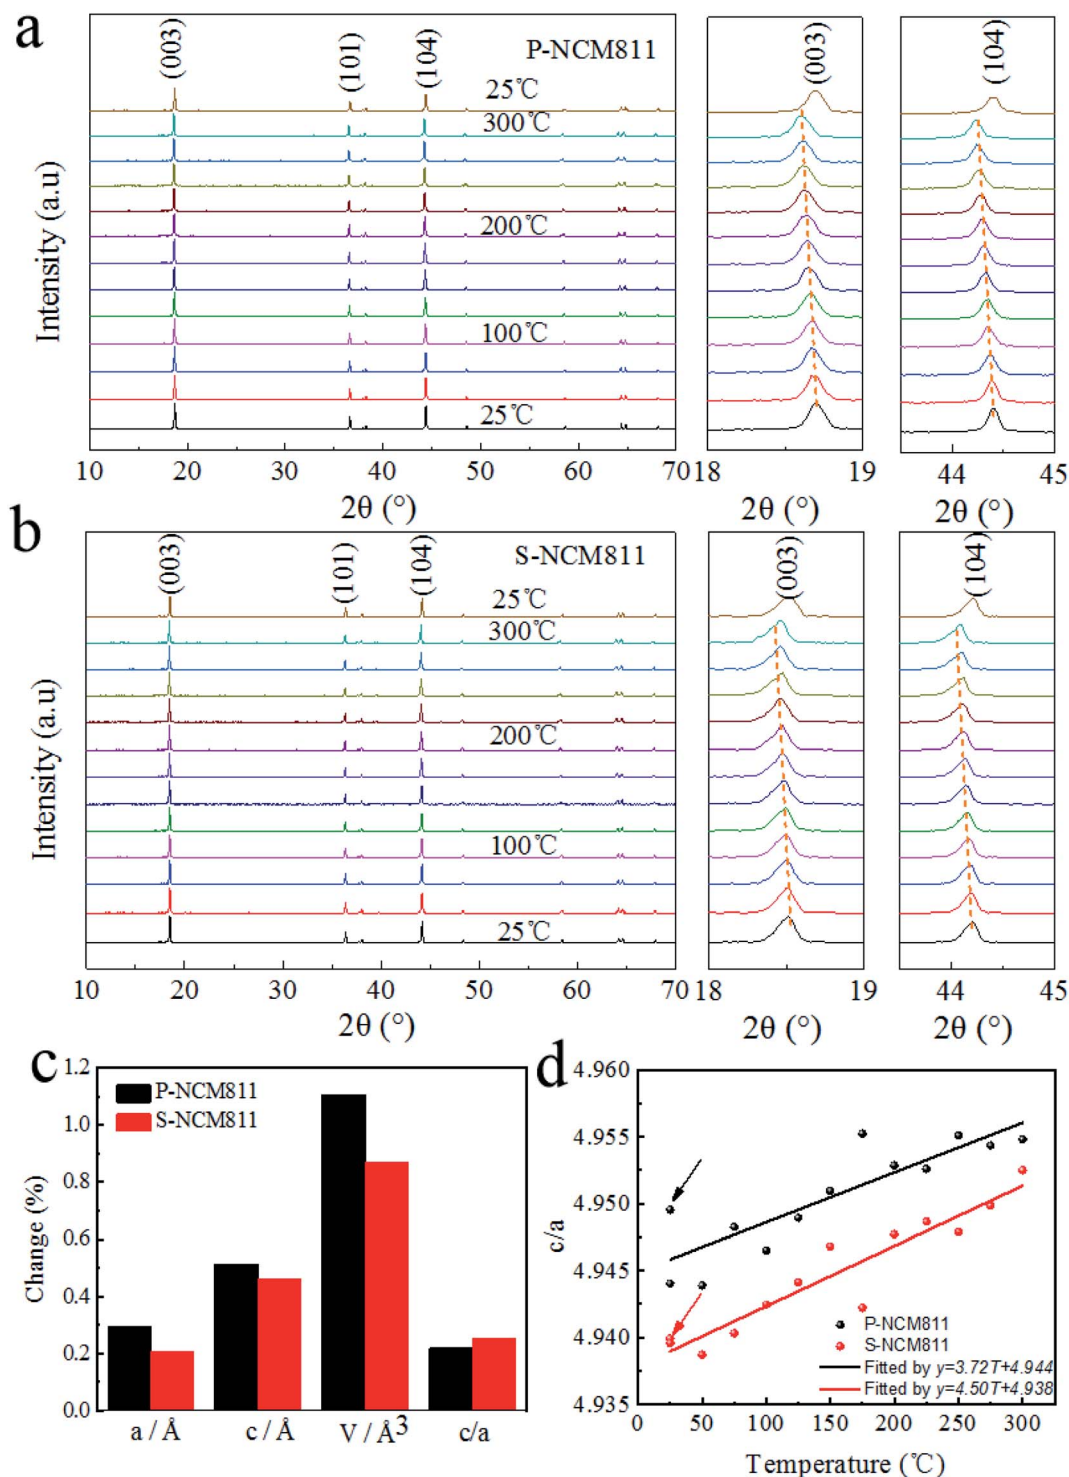 a
P-NCM811
(003)
(101)
(104)
25℃
300℃
200℃
100℃
25℃
Intensity (a.u)
10 20 30 40 50 60 70
2θ (°)
(003)
18 19
2θ (°)
(104)
44 45
2θ (°)
b
S-NCM811
(003)
(101)
(104)
25℃
300℃
200℃
100℃
25℃
Intensity (a.u)
10 20 30 40 50 60 70
2θ (°)
(003)
18 19
2θ (°)
(104)
44 45
2θ (°)
c
P-NCM811
S-NCM811
Change (%)
1.2
1.0
0.8
0.6
0.4
0.2
0.0
a / Å c / Å V / Å3 c/a
d
c/a
4.960
4.955
4.950
4.945
4.940
4.935
P-NCM811
S-NCM811
Fitted by y=3.72T+4.944
Fitted by y=4.50T+4.938
0 50 100 150 200 250 300
Temperature (℃)